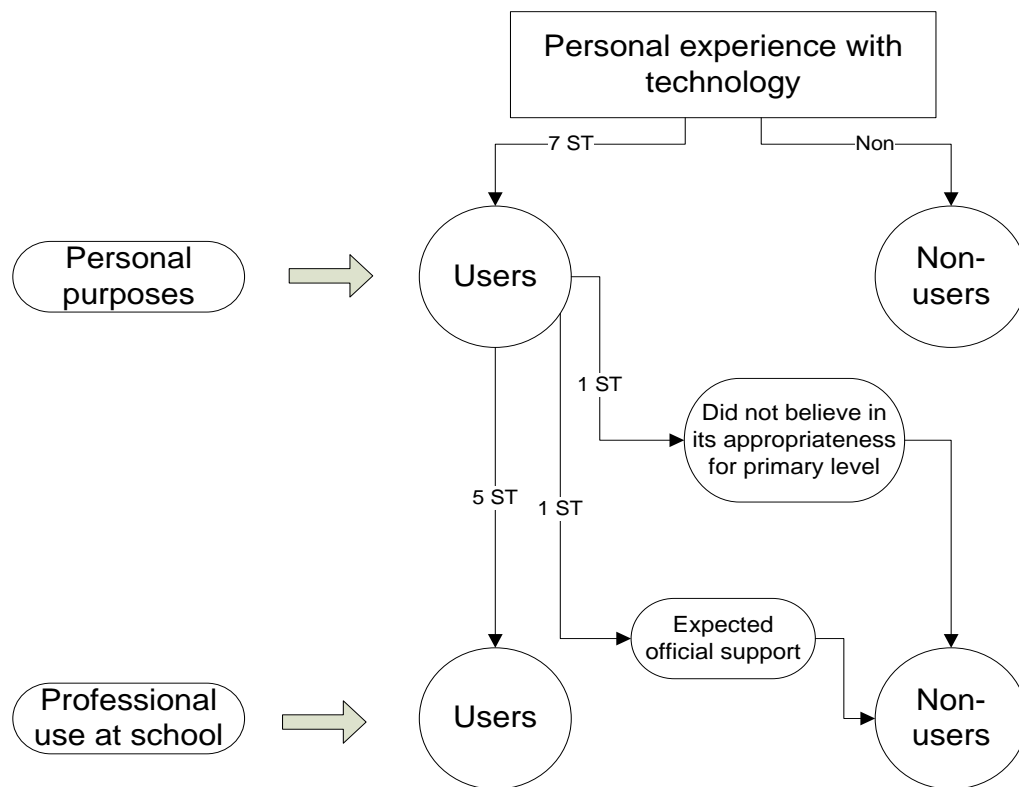 Personal experience with
technology
7 ST
Non
Personal
purposes
Users
Non-
users
1 ST
Did not believe in
its appropriateness
for primary level
5 ST
1 ST
Expected
official support
Professional
use at school
Users
Non-
users